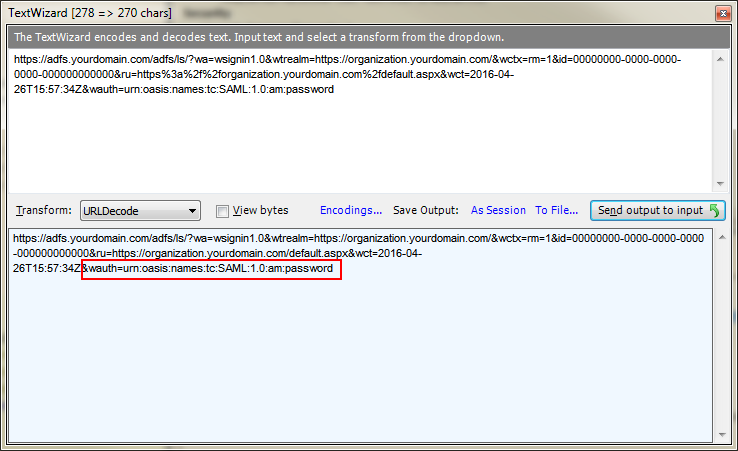 TextWizard [278 => 270 chars]
The TextWizard encodes and decodes text. Input text and select a transform from the dropdown.
https://adfs.yourdomain.com/adfs/ls/?wa=wsignin1.0&wtrealm=https://organization.yourdomain.com/&wctx=rm=1&id=00000000-0000-0000-
0000-000000000000&ru=https%3a%2f%2forganization.yourdomain.com%2fdefault.aspx&wct=2016-04-
26T15:57:34Z&wauth=urn:oasis:names:tc:SAML:1.0:am:password
Transform: URLDecode View bytes Encodings... Save Output: As Session To File... Send output to input
https://adfs.yourdomain.com/adfs/ls/?wa=wsignin1.0&wtrealm=https://organization.yourdomain.com/&wctx=rm=1&id=00000000-0000-0000-0000
-000000000000&ru=https://organization.yourdomain.com/default.aspx&wct=2016-04-
26T15:57:34Z&wauth=urn:oasis:names:tc:SAML:1.0:am:password